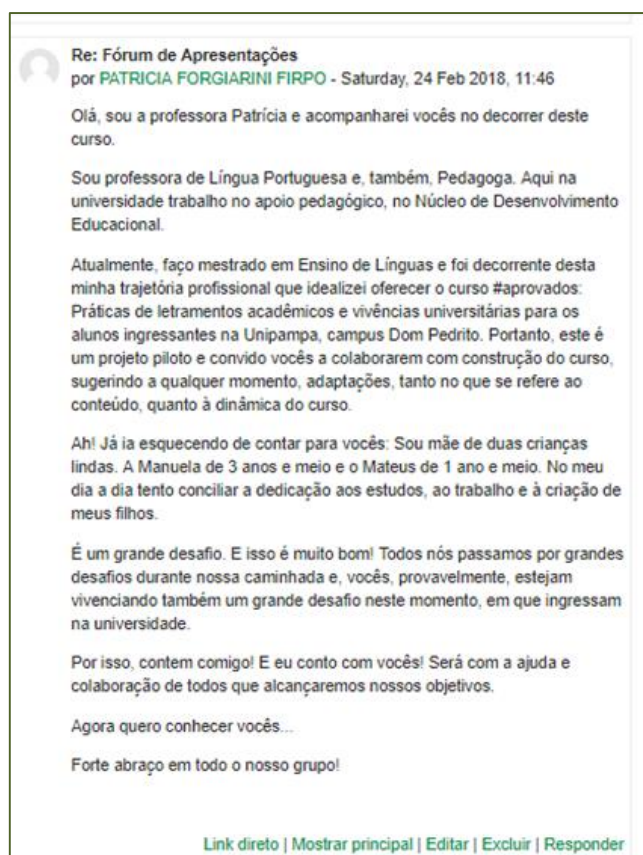 Re: Fórum de Apresentações
por PATRICIA FORGIARINI FIRPO - Saturday, 24 Feb 2018, 11:46
Olá, sou a professora Patrícia e acompanharei vocês no decorrer deste
curso.
Sou professora de Língua Portuguesa e, também, Pedagoga. Aqui na
universidade trabalho no apoio pedagógico, no Núcleo de Desenvolvimento
Educacional.
Atualmente, faço mestrado em Ensino de Línguas e foi decorrente desta
minha trajetória profissional que idealizei oferecer o curso #aprovados:
Práticas de letramentos acadêmicos e vivências universitárias para os
alunos ingressantes na Unipampa, campus Dom Pedrito. Portanto, este é
um projeto piloto e convido vocês a colaborarem com construção do curso,
sugerindo a qualquer momento, adaptações, tanto no que se refere ao
conteúdo, quanto à dinâmica do curso.
Ah! Já ia esquecendo de contar para vocês: Sou mãe de duas crianças
lindas. A Manuela de 3 anos e meio e o Mateus de 1 ano e meio. No meu
dia a dia tento conciliar a dedicação aos estudos, ao trabalho e à criação de
meus filhos.
É um grande desafio. E isso é muito bom! Todos nós passamos por grandes
desafios durante nossa caminhada e, vocês, provavelmente, estejam
vivenciando também um grande desafio neste momento, em que ingressam
na universidade.
Por isso, contem comigo! E eu conto com vocês! Será com a ajuda e
colaboração de todos que alcançaremos nossos objetivos.
Agora quero conhecer vocês...
Forte abraço em todo o nosso grupo!
Link direto | Mostrar principal | Editar | Excluir | Responder